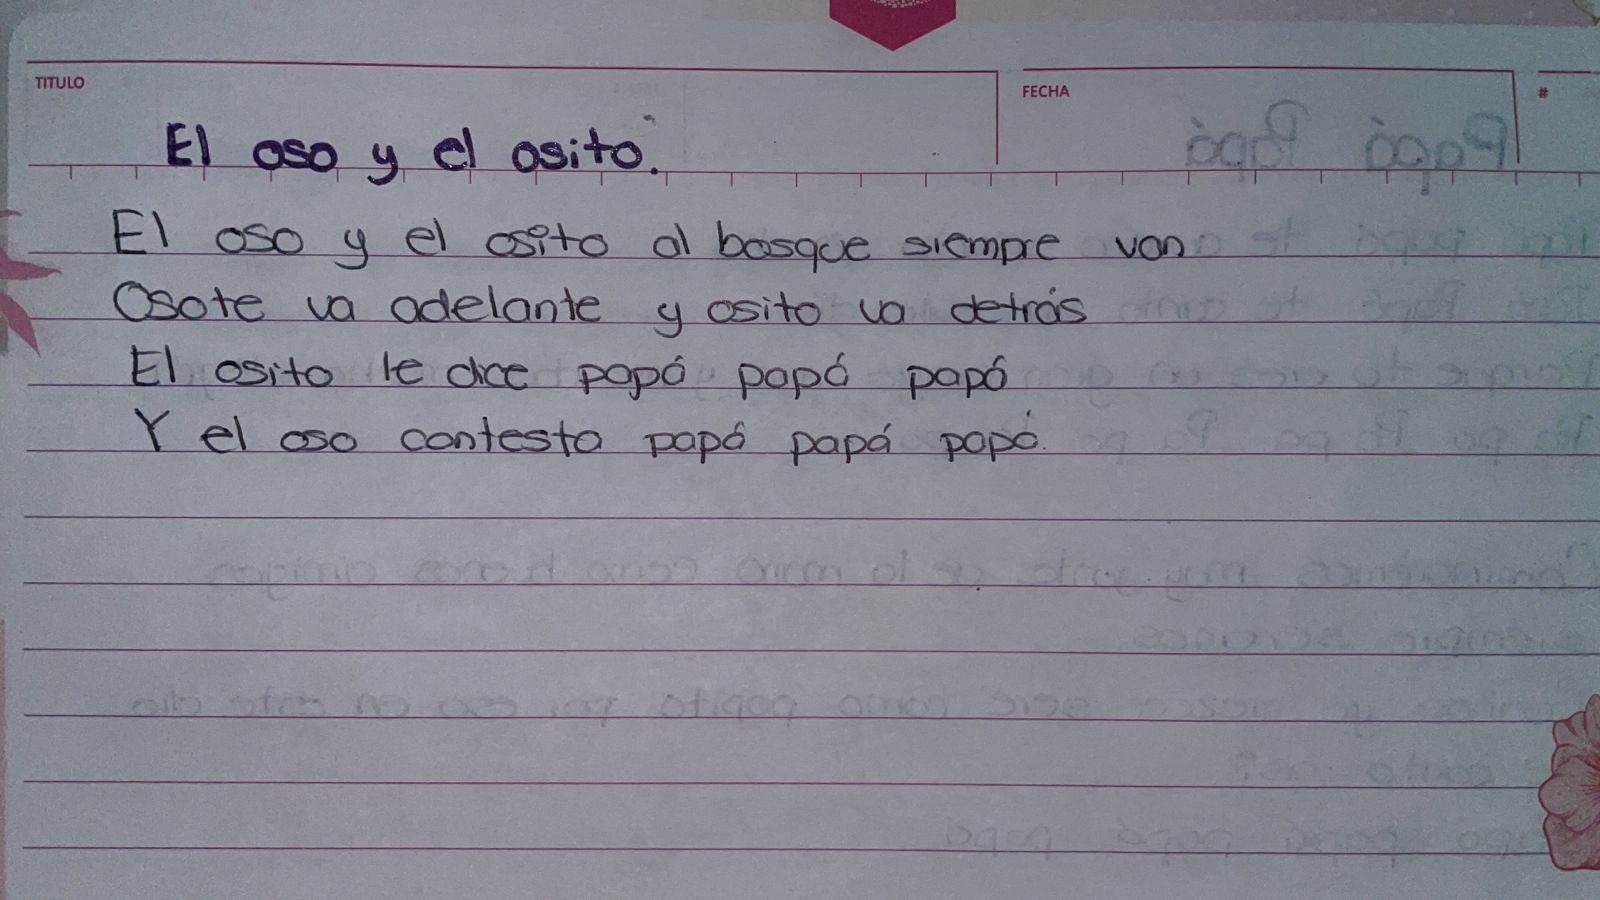 TITULO
FECHA
#
El oso y el osito.
El oso y el osito al bosque siempre van
Osote va adelante y osito va detrás
El osito le dice papá papá papá
Y el oso contesta papá papá papá.